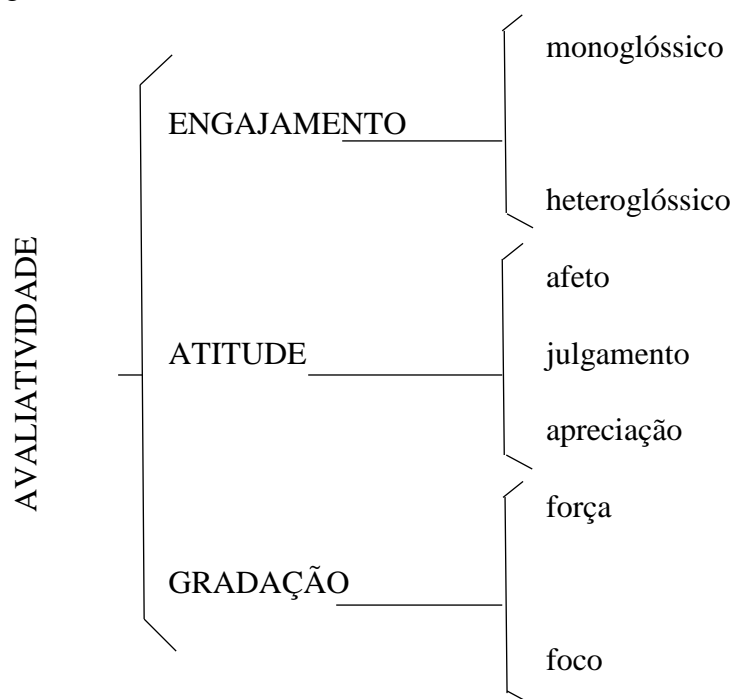 monoglóssico
ENGAJAMENTO
heteroglóssico
AVALIATIVIDADE
afeto
ATITUDE
julgamento
apreciação
força
GRADAÇÃO
foco